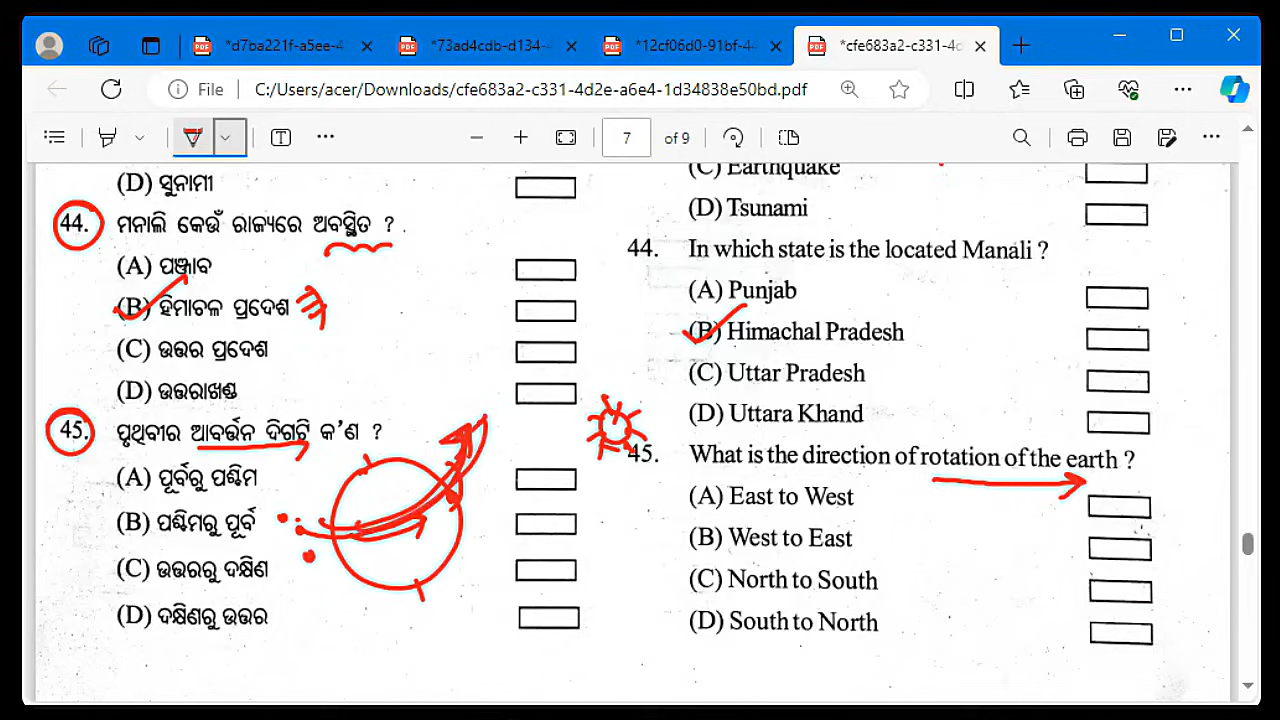 *d7ba221f-a5ee-4
*73ad4cdb-d134-
*12cf06d0-91bf-4
*cfe683a2-c331-4d
File
C:/Users/acer/Downloads/cfe683a2-c331-4d2e-a6e4-1d34838e50bd.pdf
7 of 9
(D) ସୁନାମୀ
44. ମନାଲି କେଉଁ ରାଜ୍ୟରେ ଅବସ୍ଥିତ ?
(A) ପଞ୍ଜାବ
(B) ହିମାଚଳ ପ୍ରଦେଶ
(C) ଉତ୍ତର ପ୍ରଦେଶ
(D) ଉତ୍ତରାଖଣ୍ଡ
45. ପୃଥିବୀର ଆବର୍ତ୍ତନ ଦିଗଟି କ'ଣ ?
(A) ପୂର୍ବରୁ ପଶ୍ଚିମ
(B) ପଶ୍ଚିମରୁ ପୂର୍ବ
(C) ଉତ୍ତରରୁ ଦକ୍ଷିଣ
(D) ଦକ୍ଷିଣରୁ ଉତ୍ତର
(C) Earthquake
(D) Tsunami
44. In which state is the located Manali ?
(A) Punjab
(B) Himachal Pradesh
(C) Uttar Pradesh
(D) Uttara Khand
45. What is the direction of rotation of the earth ?
(A) East to West
(B) West to East
(C) North to South
(D) South to North